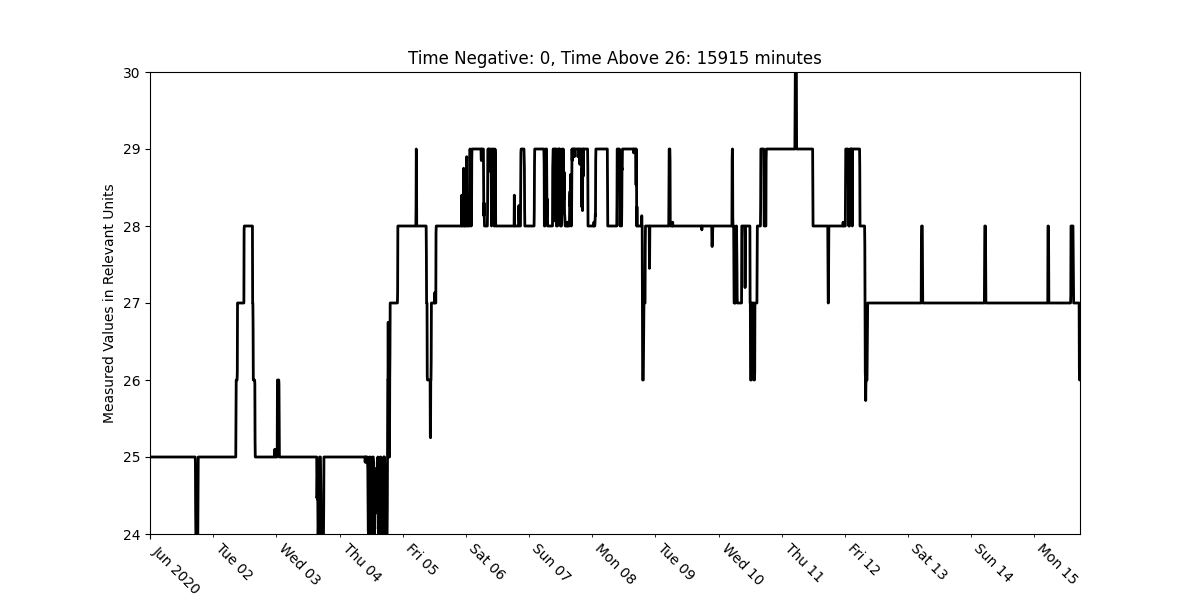 Time Negative: 0, Time Above 26: 15915 minutes
30
29
28
27
26
25
24
Measured Values in Relevant Units
Jun 2020
Tue 02
Wed 03
Thu 04
Fri 05
Sat 06
Sun 07
Mon 08
Tue 09
Wed 10
Thu 11
Fri 12
Sat 13
Sun 14
Mon 15